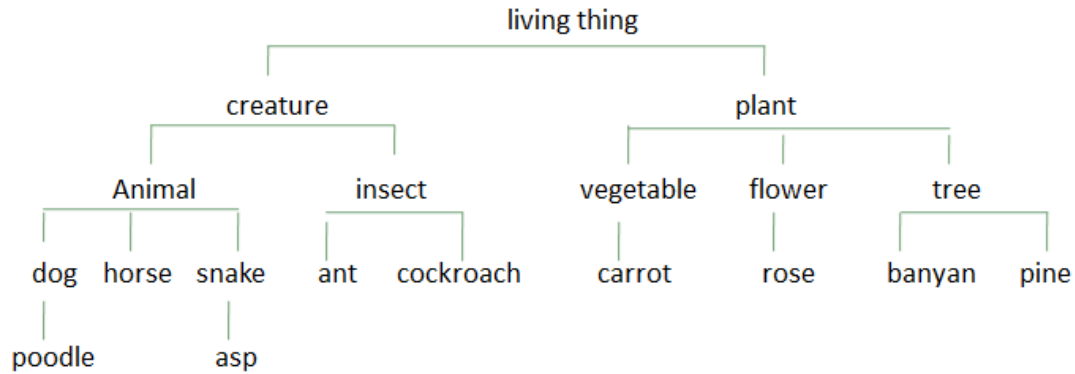 living thing
creature plant
Animal insect vegetable flower tree
dog horse snake ant cockroach carrot rose banyan pine
poodle asp